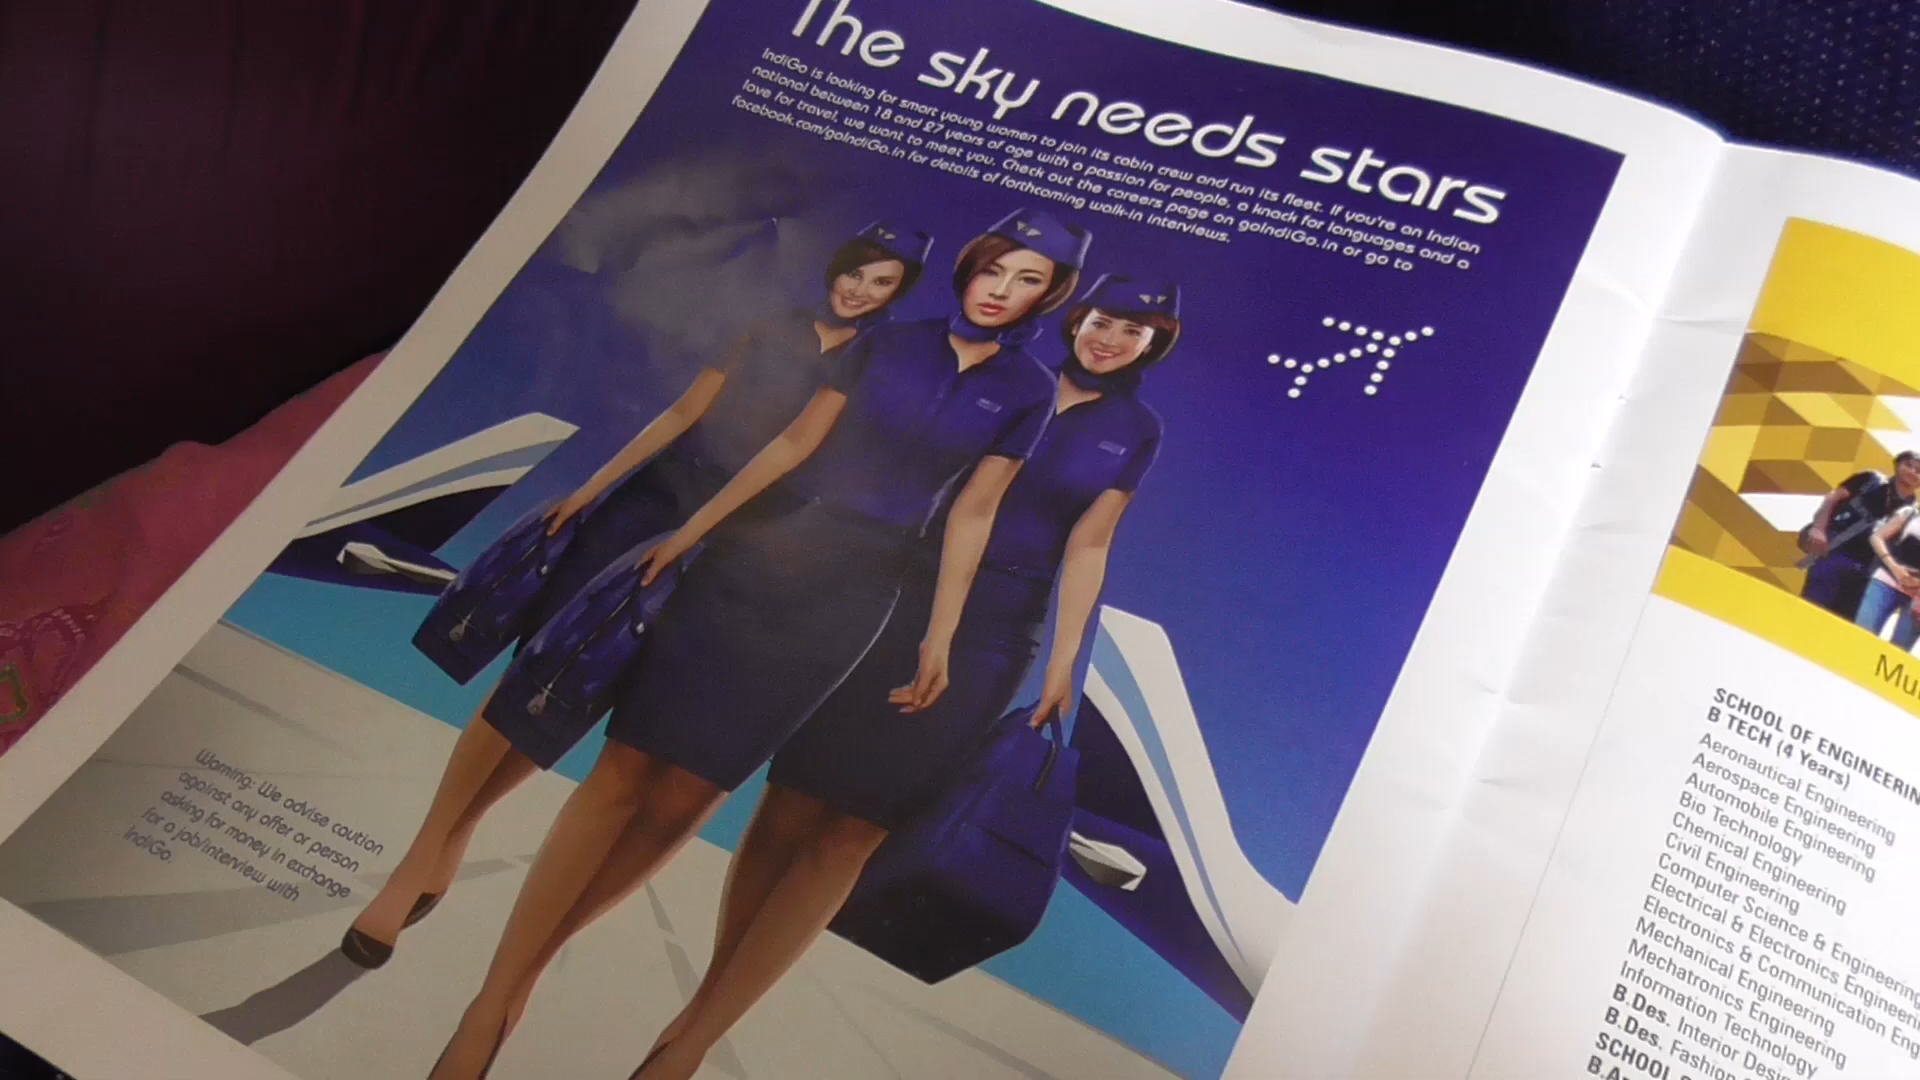 The sky needs stars
IndiGo is looking for smart young women to join its cabin crew and run its fleet. If you're an Indian
national between 18 and 27 years of age with a passion for people, a knack for languages and a
love for travel, we want to meet you. Check out the careers page on goIndiGo.in or go to
facebook.com/goIndiGo.in for details of forthcoming walk-in interviews.
Warning: We advise caution
against any offer or person
asking for money in exchange
for a job/interview with
IndiGo.
Mu
SCHOOL OF ENGINEERIN
B TECH (4 Years)
Aeronautical Engineering
Aerospace Engineering
Automobile Engineering
Bio Technology
Chemical Engineering
Civil Engineering
Computer Science & Engineering
Electrical & Electronics Engineering
Electronics & Communication Eng
Mechanical Engineering
Mechatronics Engineering
Information Technology
B.Des. Interior Desi
B.Des. Fashion
SCHOOL